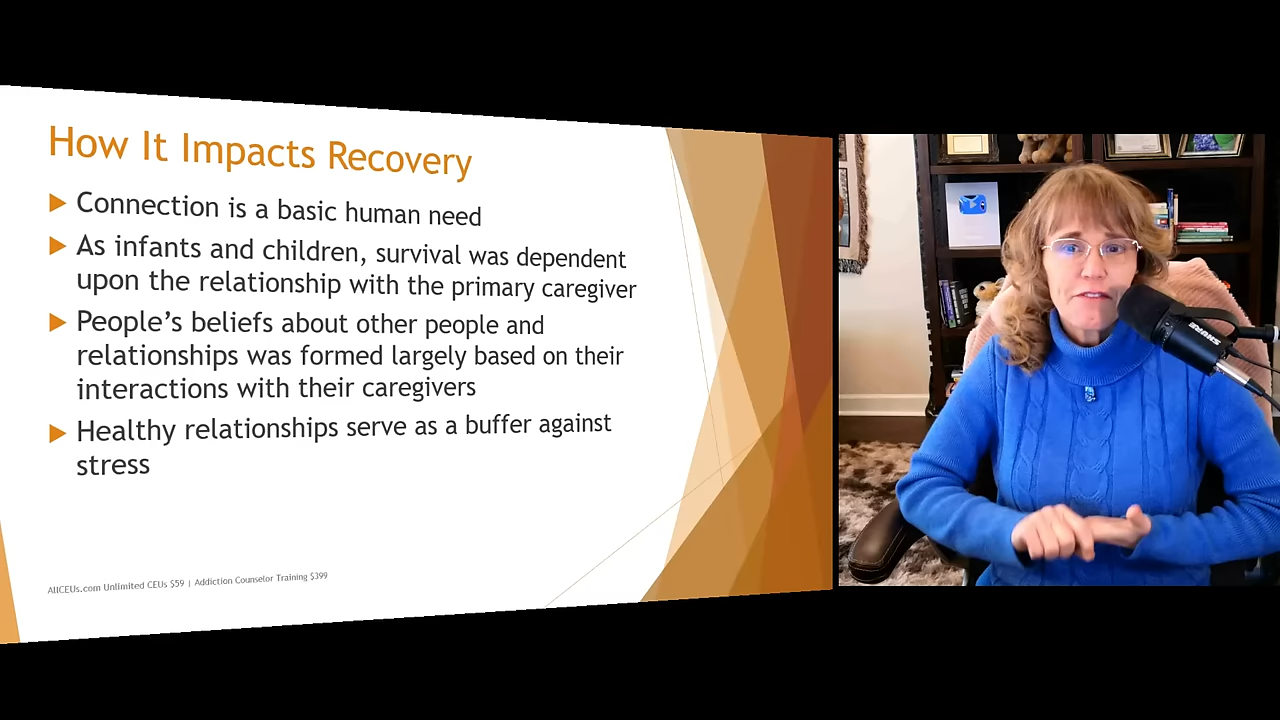 How It Impacts Recovery
Connection is a basic human need
As infants and children, survival was dependent
upon the relationship with the primary caregiver
People's beliefs about other people and
relationships was formed largely based on their
interactions with their caregivers
Healthy relationships serve as a buffer against
stress
AllCEUs.com Unlimited CEUs $59 | Addiction Counselor Training $399
SHURE